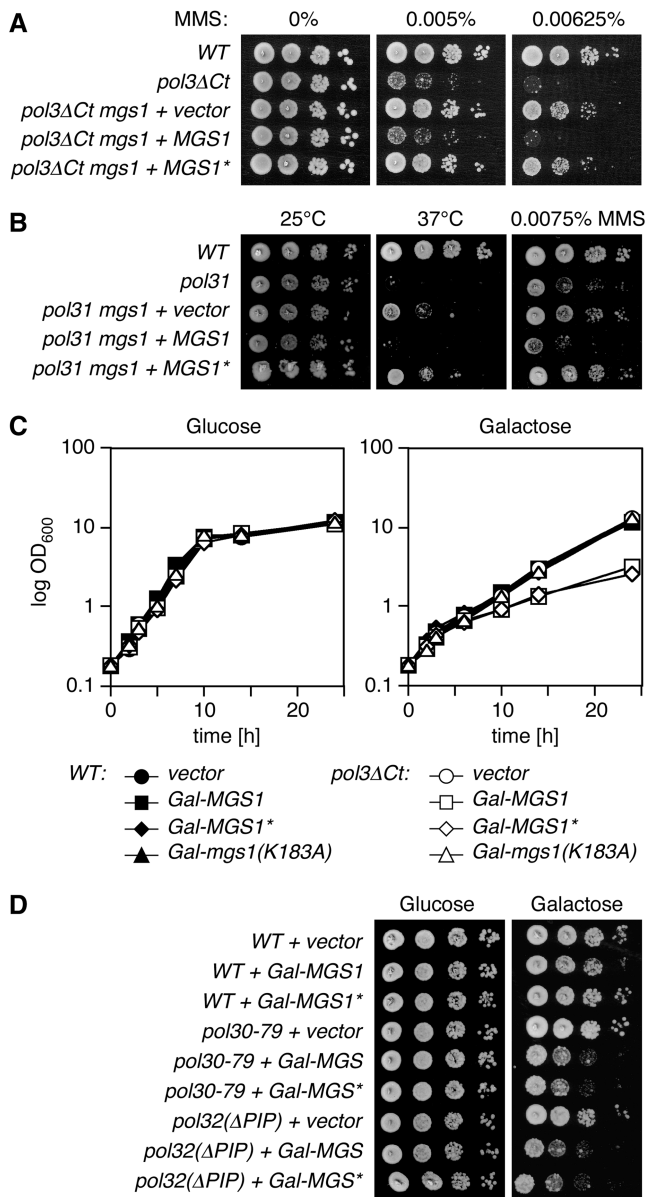 A MMS: 0% 0.005% 0.00625%
WT
pol3ΔCt
pol3ΔCt mgs1 + vector
pol3ΔCt mgs1 + MGS1
pol3ΔCt mgs1 + MGS1*
B 25°C 37°C 0.0075% MMS
WT
pol31
pol31 mgs1 + vector
pol31 mgs1 + MGS1
pol31 mgs1 + MGS1*
C Glucose Galactose
100 100
10 10
1 1
0.1 0.1
log OD600
0 10 20 0 10 20
time [h] time [h]
WT: vector pol3ΔCt: vector
Gal-MGS1 Gal-MGS1
Gal-MGS1* Gal-MGS1*
Gal-mgs1(K183A) Gal-mgs1(K183A)
D Glucose Galactose
WT + vector
WT + Gal-MGS1
WT + Gal-MGS1*
pol30-79 + vector
pol30-79 + Gal-MGS
pol30-79 + Gal-MGS*
pol32(ΔPIP) + vector
pol32(ΔPIP) + Gal-MGS
pol32(ΔPIP) + Gal-MGS*